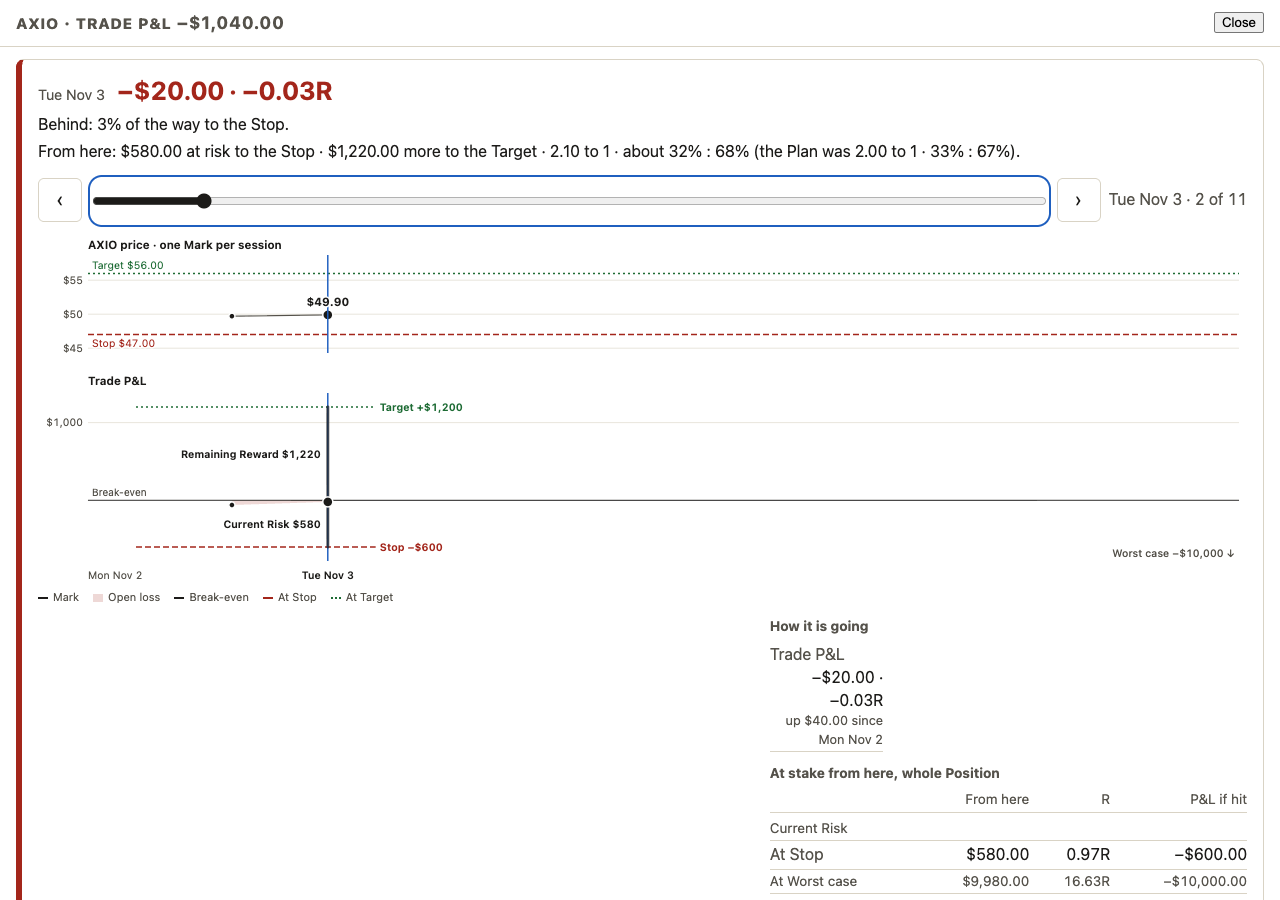 AXIO · TRADE P&L −$1,040.00
Close
Tue Nov 3 −$20.00 · −0.03R
Behind: 3% of the way to the Stop.
From here: $580.00 at risk to the Stop · $1,220.00 more to the Target · 2.10 to 1 · about 32% : 68% (the Plan was 2.00 to 1 · 33% : 67%).
‹ › Tue Nov 3 · 2 of 11
AXIO price · one Mark per session
Target $56.00
$55
$49.90
$50
Stop $47.00
$45
Trade P&L
Target +$1,200
$1,000
Remaining Reward $1,220
Break-even
Current Risk $580
Stop −$600
Worst case −$10,000 ↓
Mon Nov 2 Tue Nov 3
Mark Open loss Break-even At Stop At Target
How it is going
Trade P&L
−$20.00 ·
−0.03R
up $40.00 since
Mon Nov 2
At stake from here, whole Position
From here R P&L if hit
Current Risk
At Stop $580.00 0.97R −$600.00
At Worst case $9,980.00 16.63R −$10,000.00